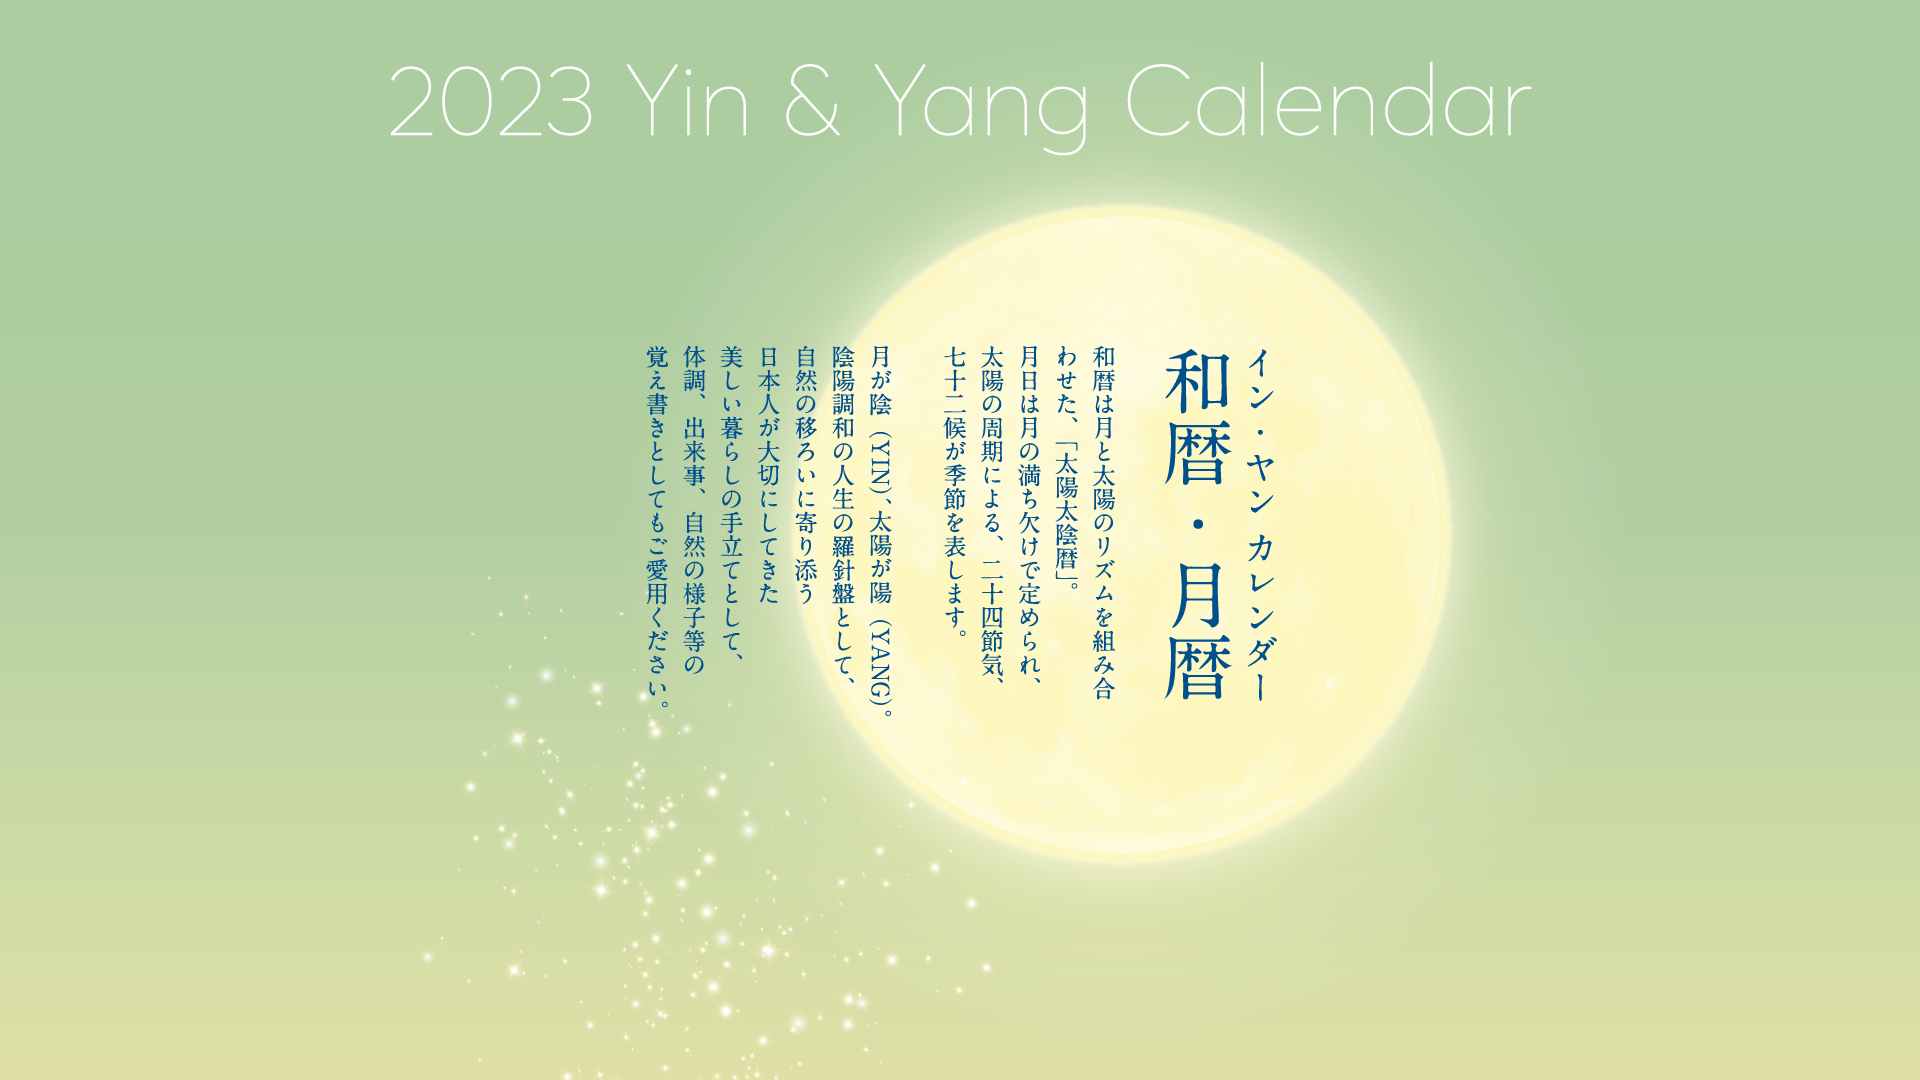 2023 Yin & Yang Calendar
イン・ヤン カレンダー
和暦・月暦
和暦は月と太陽のリズムを組み合
わせた、「太陽太陰暦」。
月日は月の満ち欠けで定められ、
太陽の周期による、二十四節気、
七十二候が季節を表します。
月が陰（YIN）、太陽が陽（YANG）。
陰陽調和の人生の羅針盤として、
自然の移ろいに寄り添う
日本人が大切にしてきた
美しい暮らしの手立てとして、
体調、出来事、自然の様子等の
覚え書きとしてもご愛用ください。